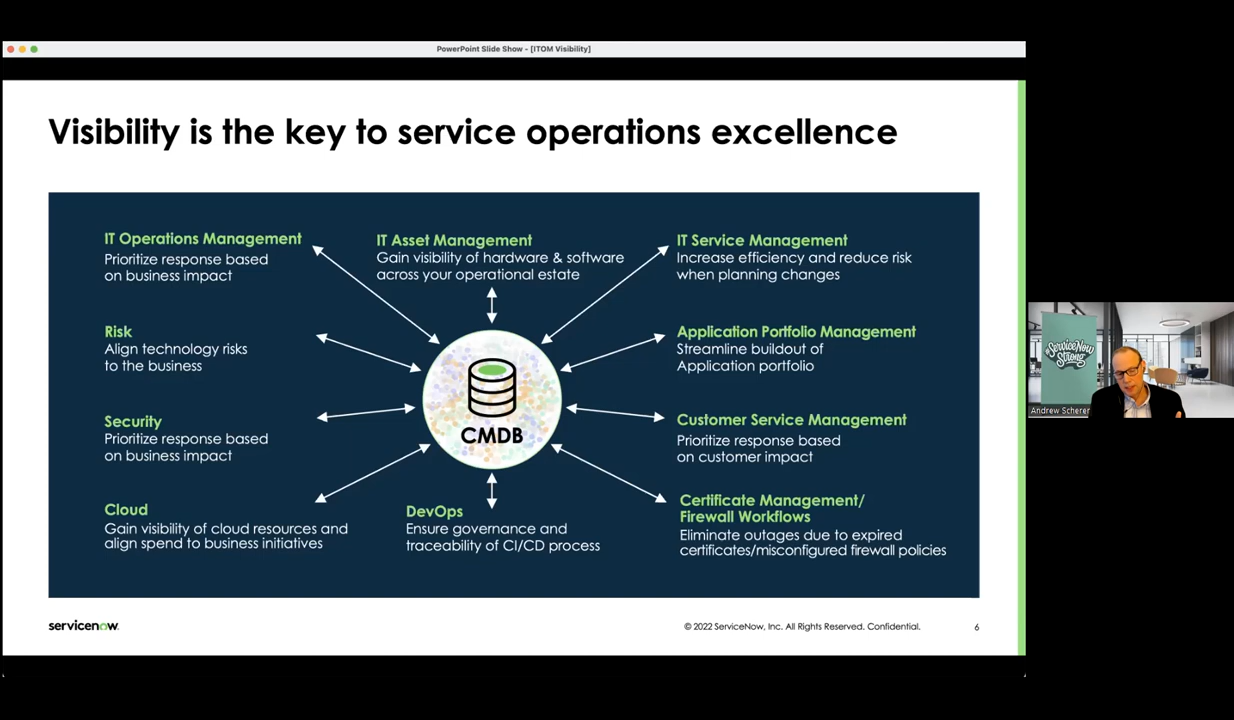 PowerPoint Slide Show - [ITOM Visibility]
Visibility is the key to service operations excellence
IT Operations Management
Prioritize response based
on business impact
IT Asset Management
Gain visibility of hardware & software
across your operational estate
IT Service Management
Increase efficiency and reduce risk
when planning changes
Risk
Align technology risks
to the business
Application Portfolio Management
Streamline buildout of
Application portfolio
Security
Prioritize response based
on business impact
CMDB
Customer Service Management
Prioritize response based
on customer impact
Cloud
Gain visibility of cloud resources and
align spend to business initiatives
DevOps
Ensure governance and
traceability of CI/CD process
Certificate Management/
Firewall Workflows
Eliminate outages due to expired
certificates/misconfigured firewall policies
servicenow.
© 2022 ServiceNow, Inc. All Rights Reserved. Confidential.
6
#ServiceNow
Strong
Andrew Scherer